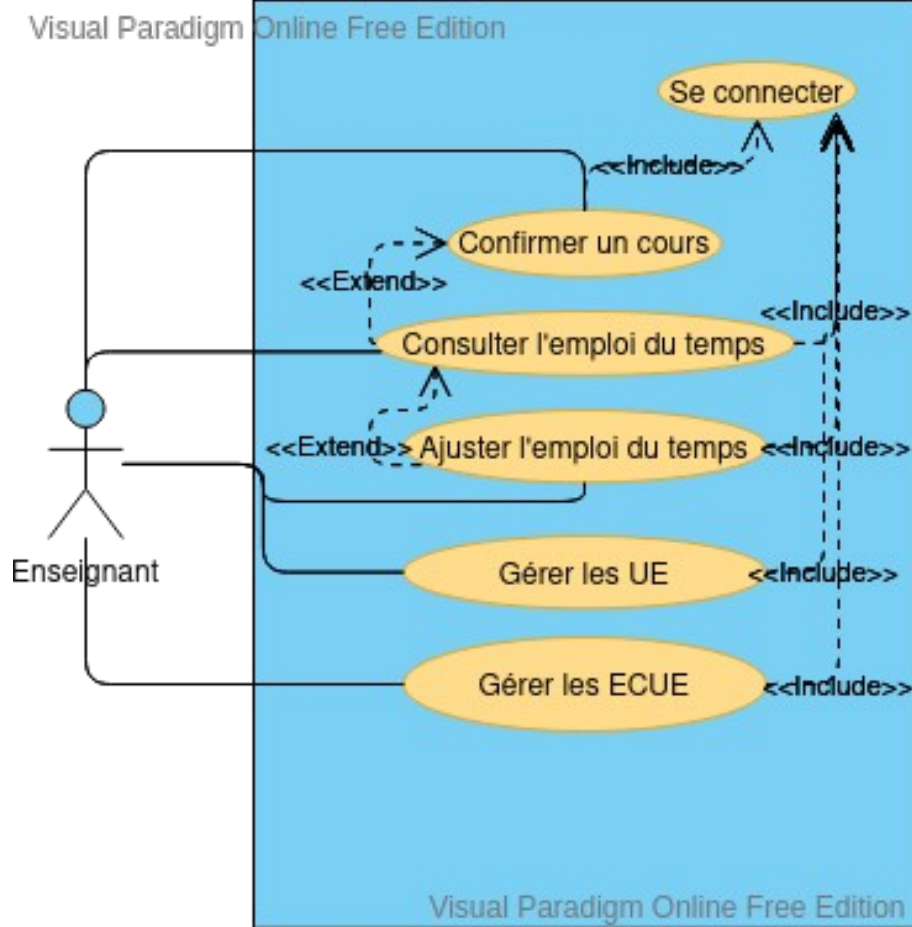 Visual Paradigm Online Free Edition
Se connecter
<<Include>>
Confirmer un cours
<<Extend>>
<<Include>>
Consulter l'emploi du temps
<<Extend>>
Ajuster l'emploi du temps
<<Include>>
Enseignant
Gérer les UE
<<Include>>
Gérer les ECUE
<<Include>>
Visual Paradigm Online Free Edition